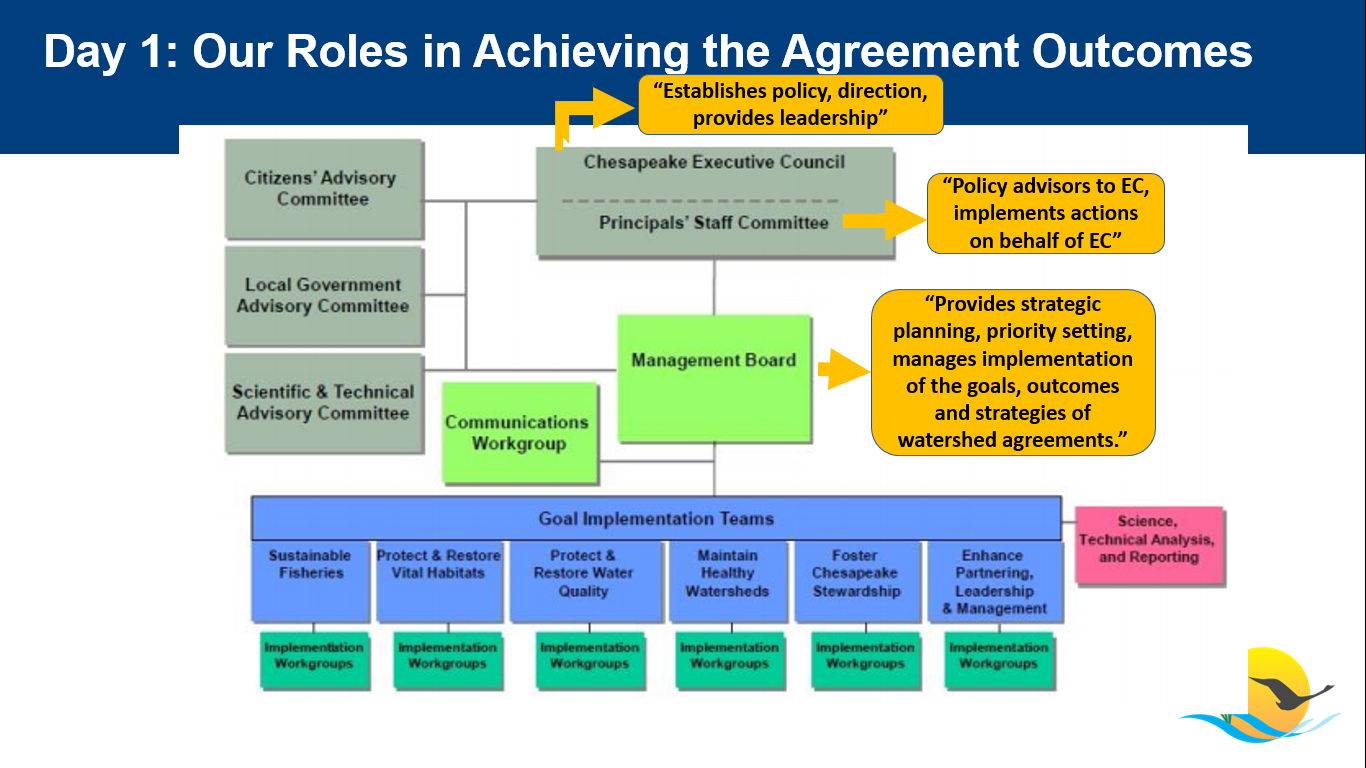 Day 1: Our Roles in Achieving the Agreement Outcomes
“Establishes policy, direction,
provides leadership”
Citizens’ Advisory
Committee
Chesapeake Executive Council
Principals’ Staff Committee
“Policy advisors to EC,
implements actions
on behalf of EC”
Local Government
Advisory Committee
Scientific & Technical
Advisory Committee
Management Board
“Provides strategic
planning, priority setting,
manages implementation
of the goals, outcomes
and strategies of
watershed agreements.”
Communications
Workgroup
Goal Implementation Teams
Science,
Technical Analysis,
and Reporting
Sustainable
Fisheries
Protect & Restore
Vital Habitats
Protect &
Restore Water
Quality
Maintain
Healthy
Watersheds
Foster
Chesapeake
Stewardship
Enhance
Partnering,
Leadership
& Management
Implementation
Workgroups
Implementation
Workgroups
Implementation
Workgroups
Implementation
Workgroups
Implementation
Workgroups
Implementation
Workgroups